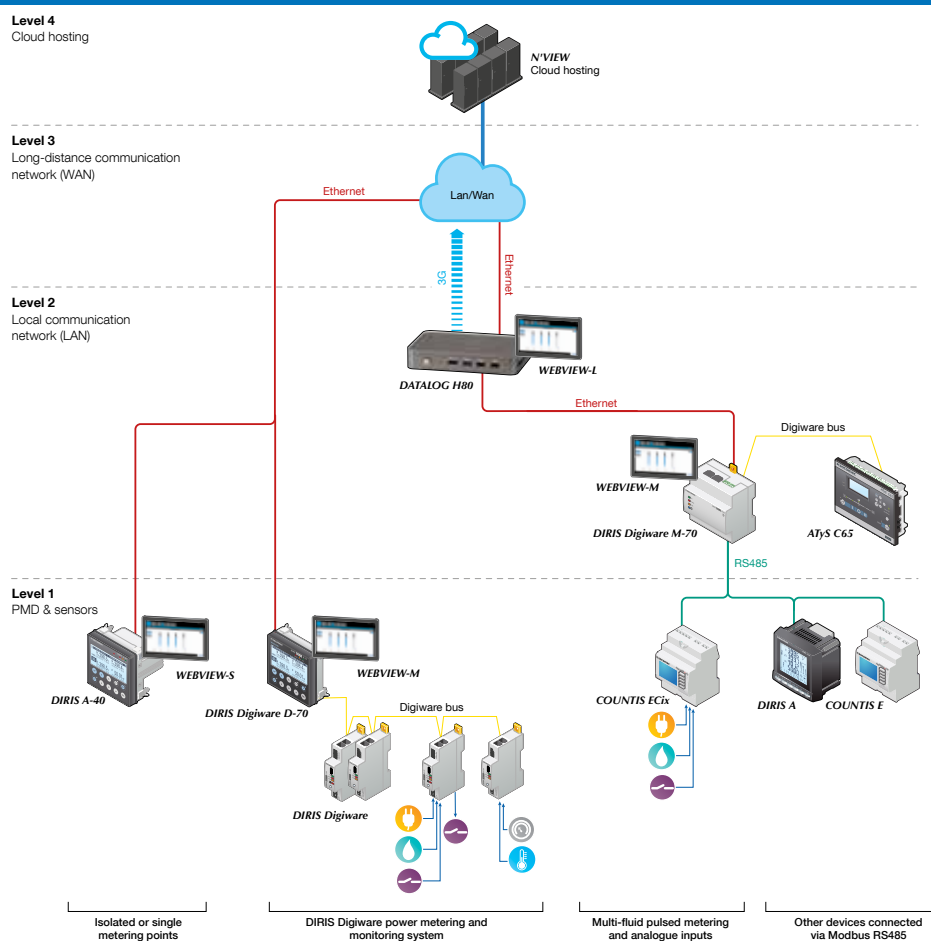 Level 4
Cloud hosting
N'VIEW
Cloud hosting
Level 3
Long-distance communication
network (WAN)
Ethernet
Lan/Wan
3G
Ethernet
Level 2
Local communication
network (LAN)
WEBVIEW-L
DATALOG H80
Ethernet
Digiware bus
WEBVIEW-M
DIRIS Digiware M-70
ATyS C65
RS485
Level 1
PMD & sensors
WEBVIEW-S
WEBVIEW-M
DIRIS A-40
DIRIS Digiware D-70
COUNTIS ECix
DIRIS A
COUNTIS E
Digiware bus
DIRIS Digiware
Isolated or single
metering points
DIRIS Digiware power metering and
monitoring system
Multi-fluid pulsed metering
and analogue inputs
Other devices connected
via Modbus RS485